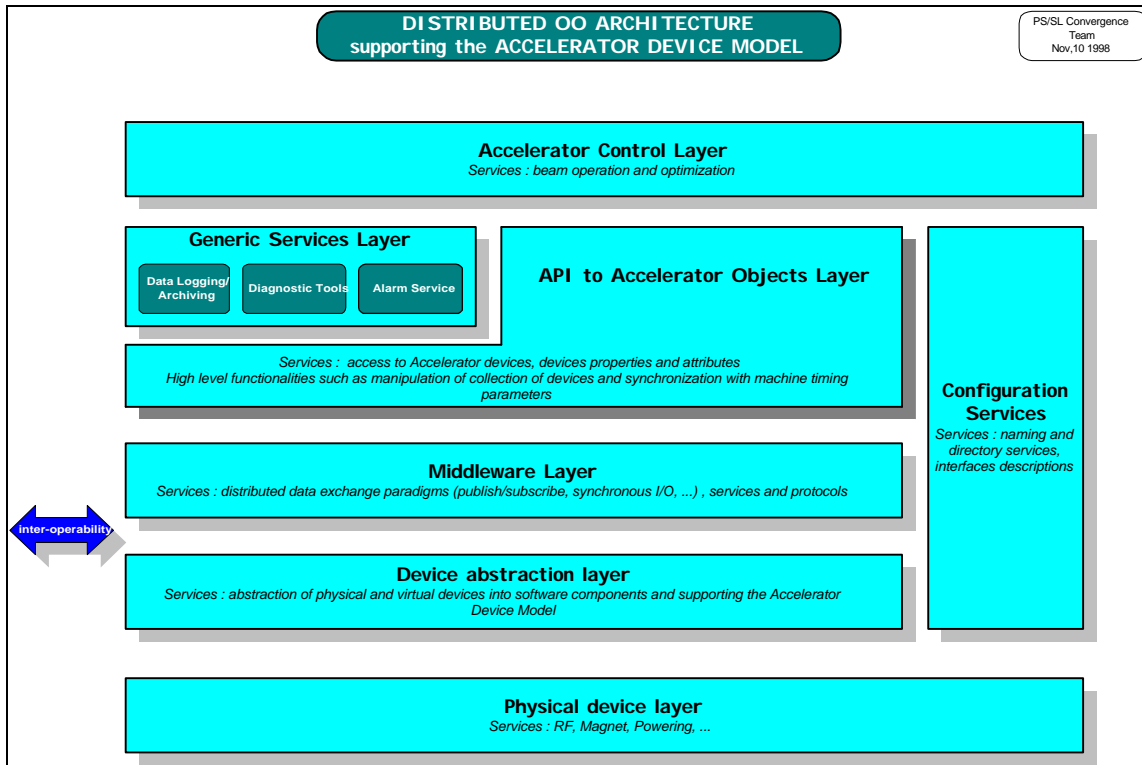 DISTRIBUTED OO ARCHITECTURE
supporting the ACCELERATOR DEVICE MODEL
PS/SL Convergence
Team
Nov,10 1998
Accelerator Control Layer
Services : beam operation and optimization
Generic Services Layer
Data Logging/
Archiving
Diagnostic Tools
Alarm Service
API to Accelerator Objects Layer
Services : access to Accelerator devices, devices properties and attributes
High level functionalities such as manipulation of collection of devices and synchronization with machine timing
parameters
Configuration
Services
Services : naming and
directory services,
interfaces descriptions
Middleware Layer
Services : distributed data exchange paradigms (publish/subscribe, synchronous I/O, ...) , services and protocols
inter-operability
Device abstraction layer
Services : abstraction of physical and virtual devices into software components and supporting the Accelerator
Device Model
Physical device layer
Services : RF, Magnet, Powering, ...